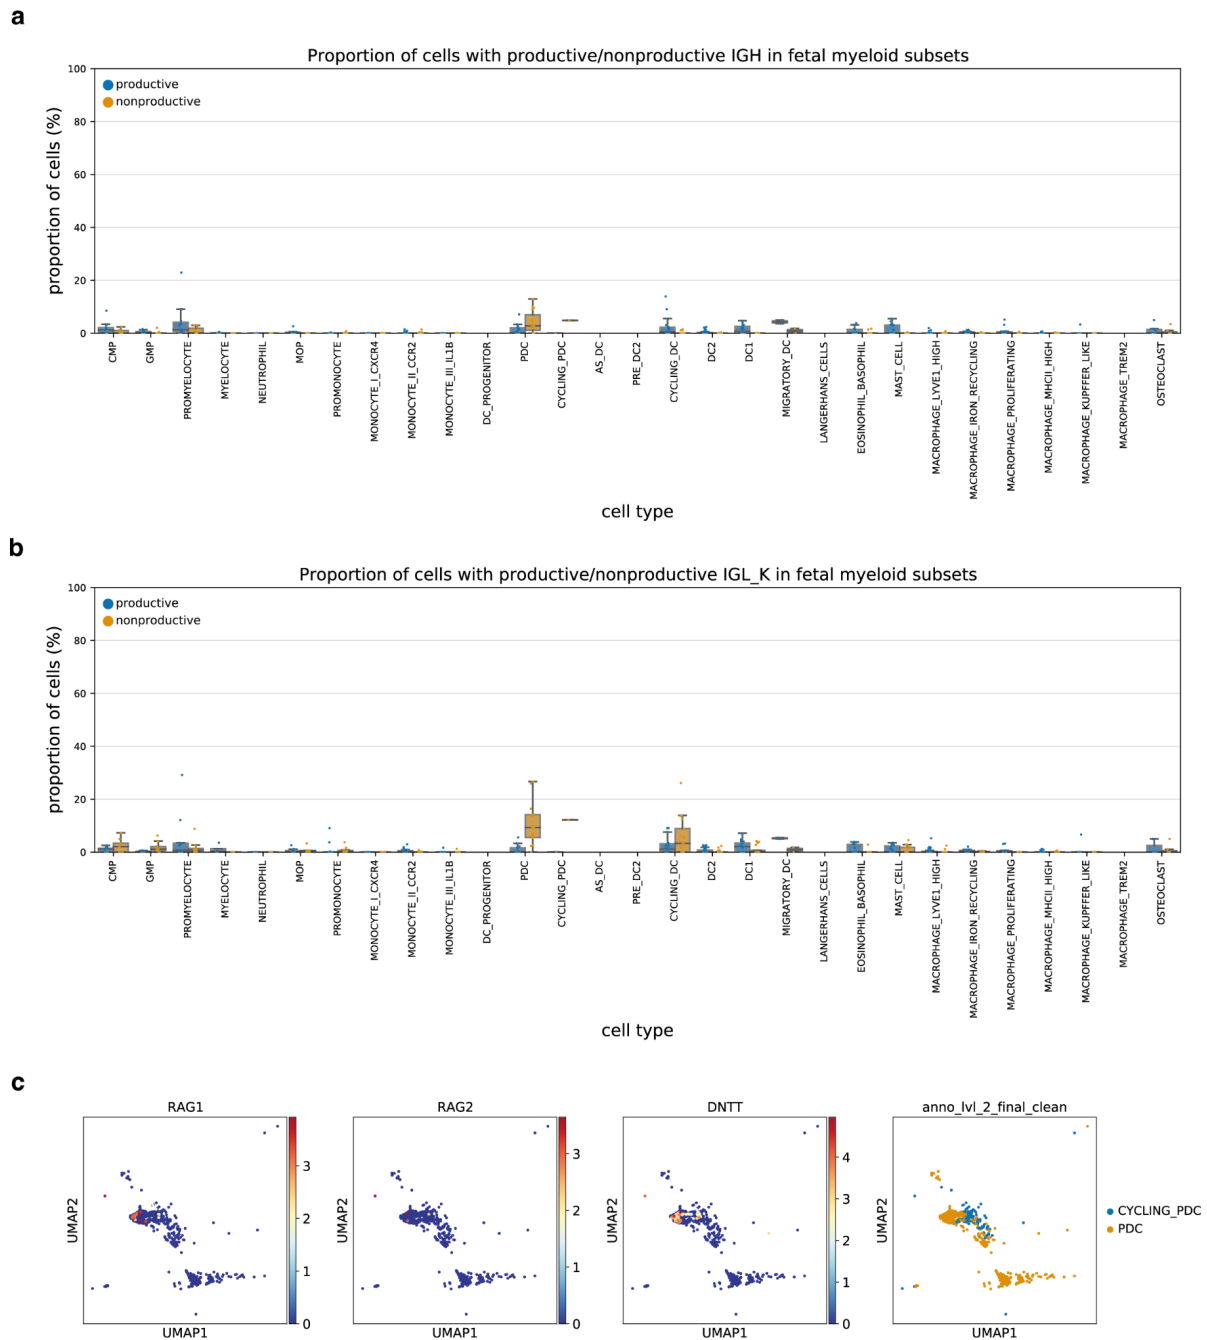 a
Proportion of cells with productive/nonproductive IGH in fetal myeloid subsets
proportion of cells (%)
100
80
60
40
20
0
productive
nonproductive
CMP
GMP
PROMYELOCYTE
MYELOCYTE
NEUTROPHIL
MOP
PROMONOCYTE
MONOCYTE_I_CXCR4
MONOCYTE_II_CCR2
MONOCYTE_III_IL1B
DC_PROGENITOR
PDC
CYCLING_PDC
AS_DC
PRE_DC2
CYCLING_DC
DC2
DC1
MIGRATORY_DC
LANGERHANS_CELLS
EOSINOPHIL_BASOPHIL
MAST_CELL
MACROPHAGE_LYVE1_HIGH
MACROPHAGE_IRON_RECYCLING
MACROPHAGE_PROLIFERATING
MACROPHAGE_MHCII_HIGH
MACROPHAGE_KUPFFER_LIKE
MACROPHAGE_TREM2
OSTEOCLAST
cell type
b
Proportion of cells with productive/nonproductive IGL_K in fetal myeloid subsets
proportion of cells (%)
100
80
60
40
20
0
productive
nonproductive
CMP
GMP
PROMYELOCYTE
MYELOCYTE
NEUTROPHIL
MOP
PROMONOCYTE
MONOCYTE_I_CXCR4
MONOCYTE_II_CCR2
MONOCYTE_III_IL1B
DC_PROGENITOR
PDC
CYCLING_PDC
AS_DC
PRE_DC2
CYCLING_DC
DC2
DC1
MIGRATORY_DC
LANGERHANS_CELLS
EOSINOPHIL_BASOPHIL
MAST_CELL
MACROPHAGE_LYVE1_HIGH
MACROPHAGE_IRON_RECYCLING
MACROPHAGE_PROLIFERATING
MACROPHAGE_MHCII_HIGH
MACROPHAGE_KUPFFER_LIKE
MACROPHAGE_TREM2
OSTEOCLAST
cell type
c
RAG1
UMAP2
UMAP1
3
2
1
0
RAG2
UMAP2
UMAP1
3
2
1
0
DNTT
UMAP2
UMAP1
4
3
2
1
0
anno_lvl_2_final_clean
UMAP2
UMAP1
CYCLING_PDC
PDC